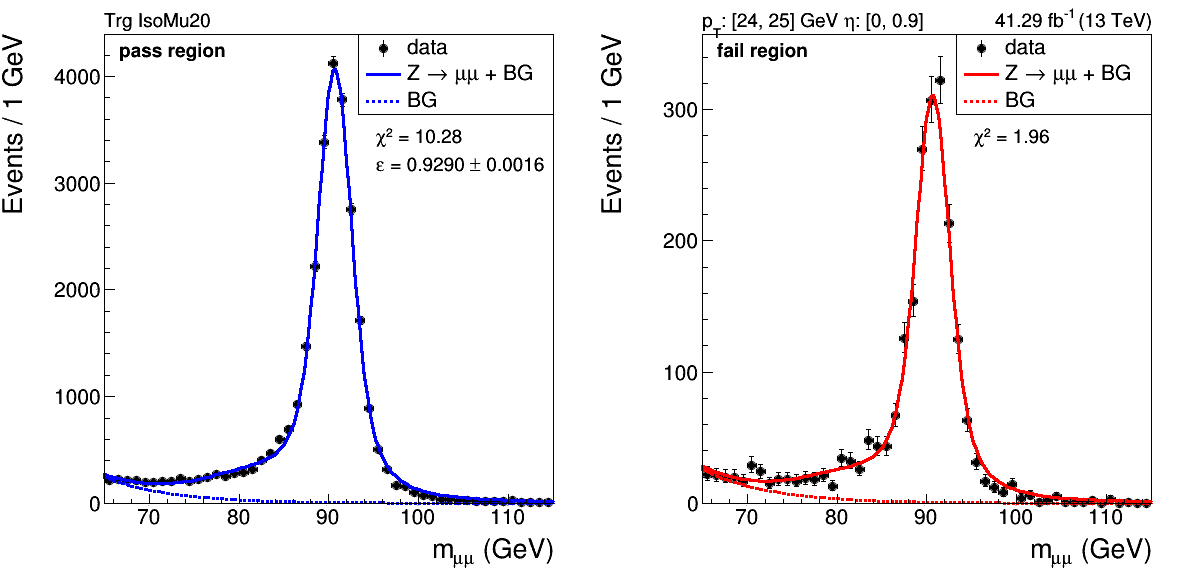 Trg IsoMu20
pass region
data
Z → μμ + BG
BG
χ² = 10.28
ε = 0.9290 ± 0.0016
Events / 1 GeV
4000
3000
2000
1000
0
70 80 90 100 110
mμμ (GeV)
pT: [24, 25] GeV η: [0, 0.9] 41.29 fb⁻¹ (13 TeV)
fail region
data
Z → μμ + BG
BG
χ² = 1.96
Events / 1 GeV
300
200
100
0
70 80 90 100 110
mμμ (GeV)